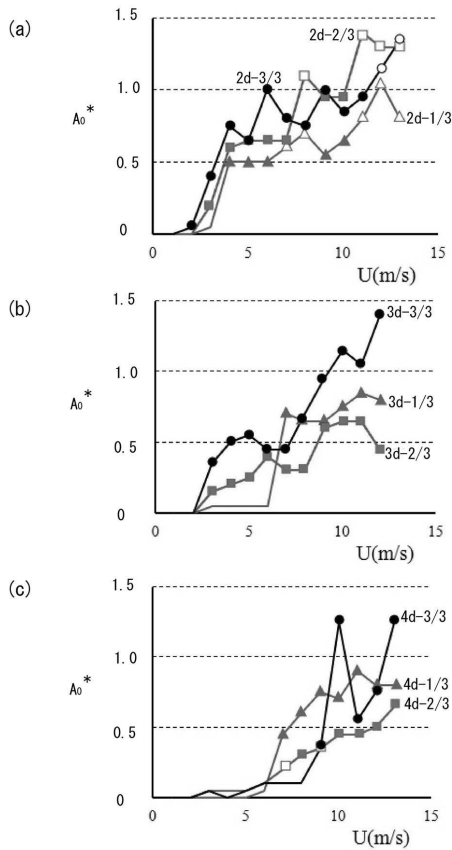 (a)
1.5
1.0
0.5
0
A₀*
2d-3/3
2d-2/3
2d-1/3
0 5 10 15
U(m/s)
(b)
1.5
1.0
0.5
0
A₀*
3d-3/3
3d-1/3
3d-2/3
0 5 10 15
U(m/s)
(c)
1.5
1.0
0.5
0
A₀*
4d-3/3
4d-1/3
4d-2/3
0 5 10 15
U(m/s)